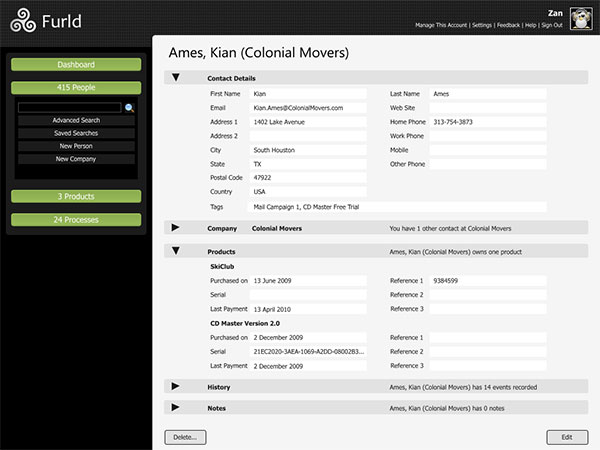 Furld
Zan
Manage This Account | Settings | Feedback | Help | Sign Out
Dashboard
415 People
Advanced Search
Saved Searches
New Person
New Company
3 Products
24 Processes
Ames, Kian (Colonial Movers)
Contact Details
First Name Kian Last Name Ames
Email Kian.Ames@ColonialMovers.com Web Site
Address 1 1402 Lake Avenue Home Phone 313-754-3873
Address 2 Work Phone
City South Houston Mobile
State TX Other Phone
Postal Code 47922
Country USA
Tags Mail Campaign 1, CD Master Free Trial
Company Colonial Movers You have 1 other contact at Colonial Movers
Products Ames, Kian (Colonial Movers) owns one product
SkiClub
Purchased on 13 June 2009 Reference 1 9384599
Serial Reference 2
Last Payment 13 April 2010 Reference 3
CD Master Version 2.0
Purchased on 2 December 2009 Reference 1
Serial 21EC2020-3AEA-1069-A2DD-08002B3... Reference 2
Last Payment 2 December 2009 Reference 3
History Ames, Kian (Colonial Movers) has 14 events recorded
Notes Ames, Kian (Colonial Movers) has 0 notes
Delete... Edit